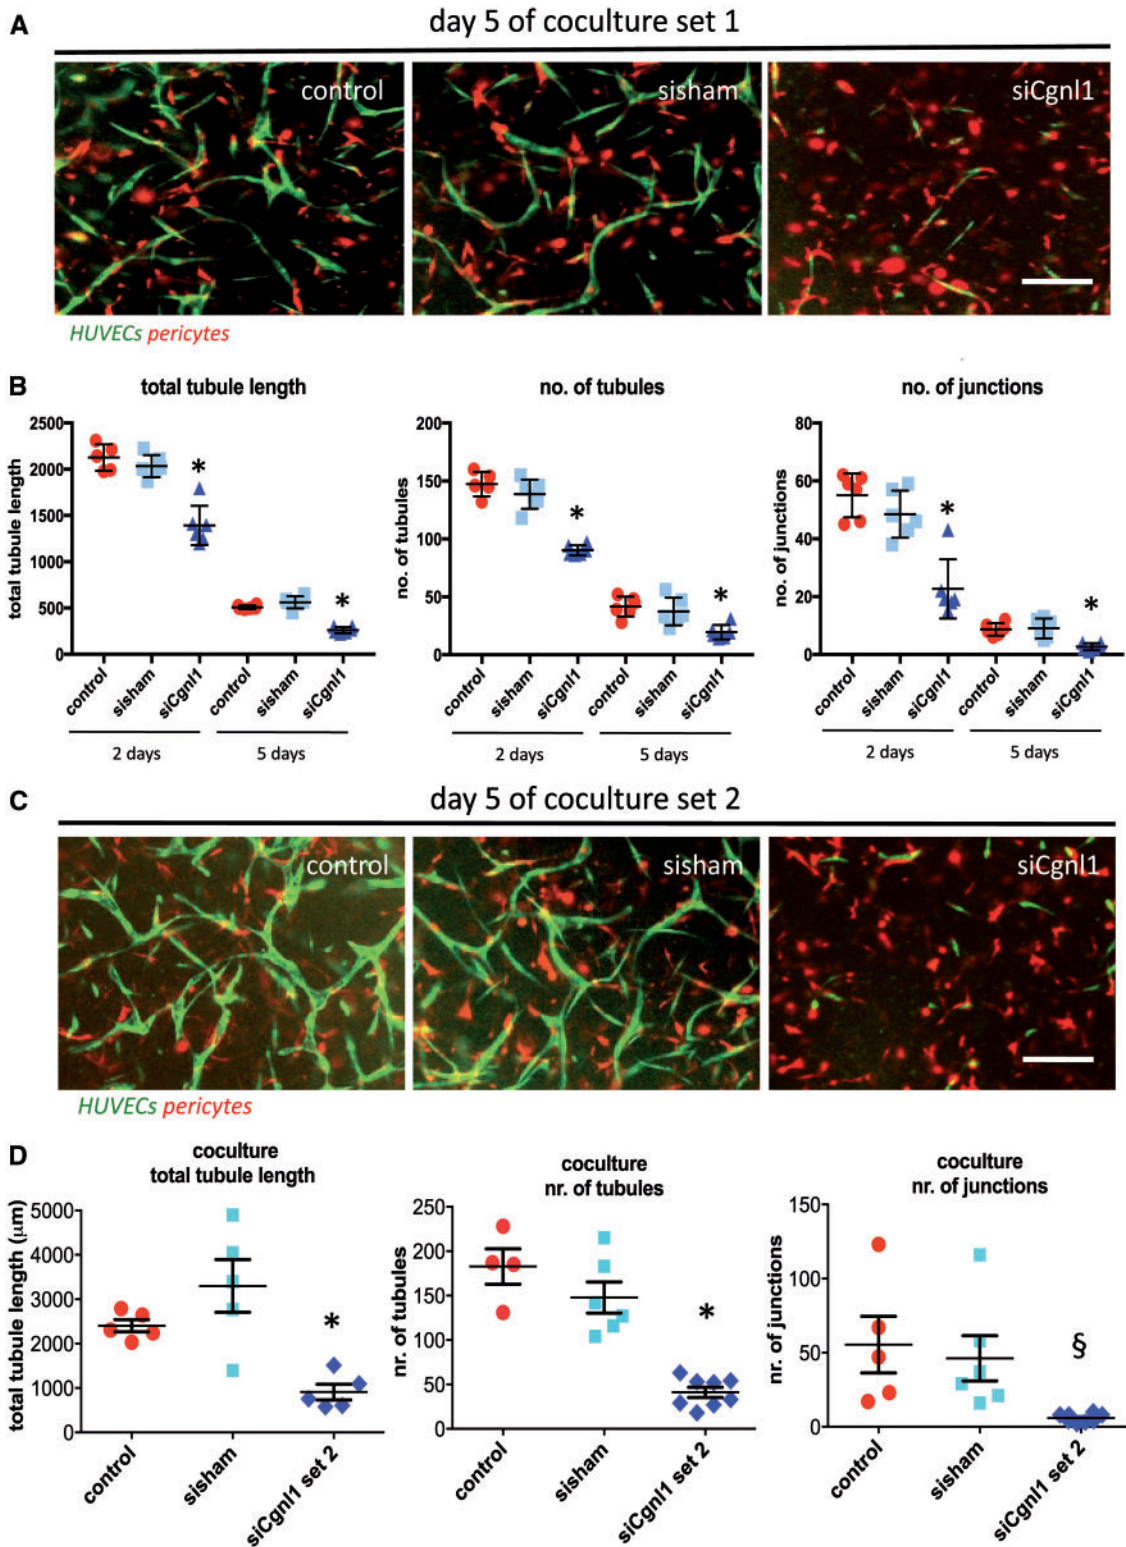 A
day 5 of coculture set 1
control
sisham
siCgnl1
HUVECs pericytes
B
total tubule length
no. of tubules
no. of junctions
total tubule length
2500
2000
1500
1000
500
0
*
*
control
sisham
siCgnl1
control
sisham
siCgnl1
2 days
5 days
no. of tubules
200
150
100
50
0
*
*
control
sisham
siCgnl1
control
sisham
siCgnl1
2 days
5 days
no. of junctions
80
60
40
20
0
*
*
control
sisham
siCgnl1
control
sisham
siCgnl1
2 days
5 days
C
day 5 of coculture set 2
control
sisham
siCgnl1
HUVECs pericytes
D
coculture
total tubule length
total tubule length (μm)
5000
4000
3000
2000
1000
0
*
control
sisham
siCgnl1 set 2
coculture
nr. of tubules
nr. of tubules
250
200
150
100
50
0
*
control
sisham
siCgnl1 set 2
coculture
nr. of junctions
nr. of junctions
150
100
50
0
§
control
sisham
siCgnl1 set 2